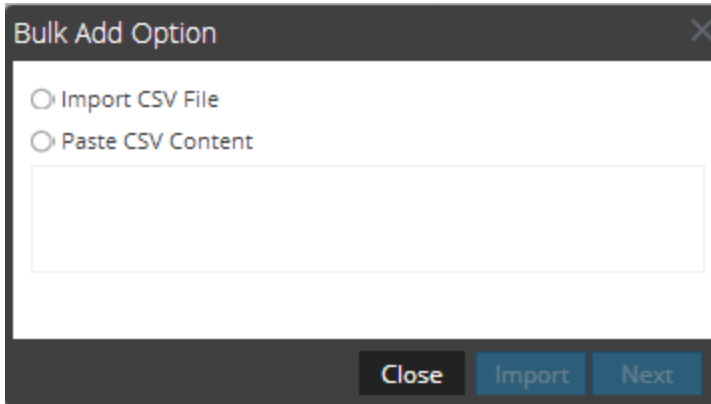 Bulk Add Option
Import CSV File
Paste CSV Content
Close Import Next